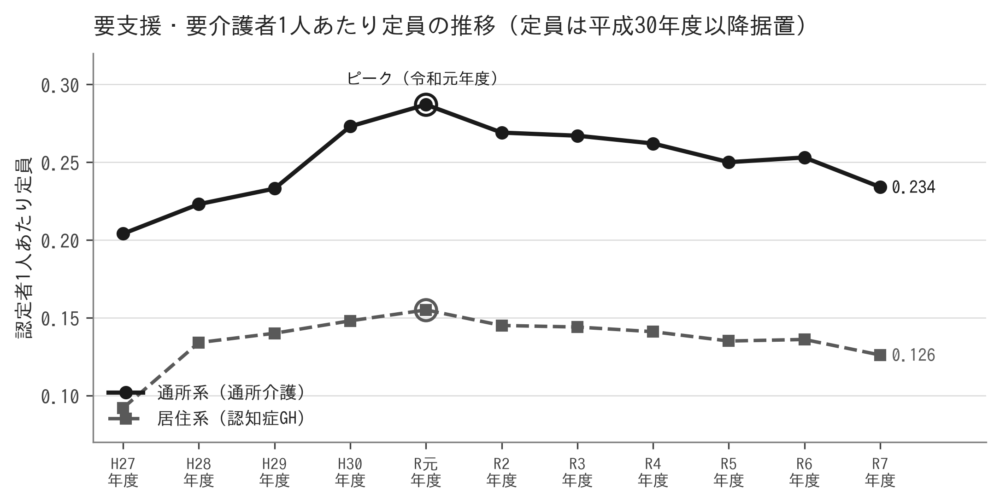 要支援・要介護者1人あたり定員の推移（定員は平成30年度以降据置）
ピーク（令和元年度）
認定者1人あたり定員
0.30
0.25
0.20
0.15
0.10
0.234
0.126
通所系（通所介護）
居住系（認知症GH）
H27
年度
H28
年度
H29
年度
H30
年度
R元
年度
R2
年度
R3
年度
R4
年度
R5
年度
R6
年度
R7
年度